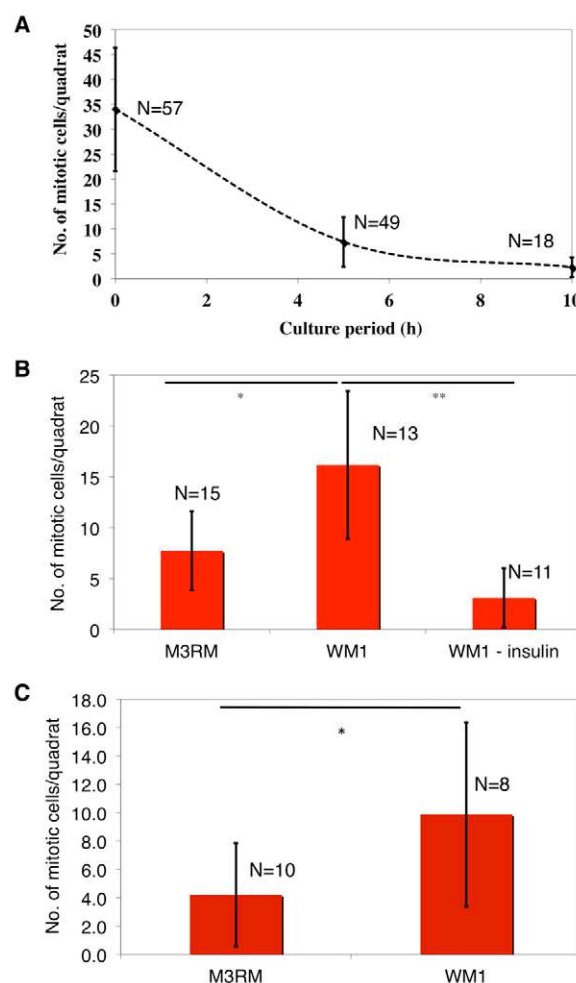 A
50
45
40
35
30
25
20
15
10
5
0
No. of mitotic cells/quadrat
N=57
N=49
N=18
0 2 4 6 8 10
Culture period (h)
B
25
20
15
10
5
0
No. of mitotic cells/quadrat
* **
N=15
N=13
N=11
M3RM WM1 WM1 - insulin
C
18.0
16.0
14.0
12.0
10.0
8.0
6.0
4.0
2.0
0.0
No. of mitotic cells/quadrat
*
N=10
N=8
M3RM WM1